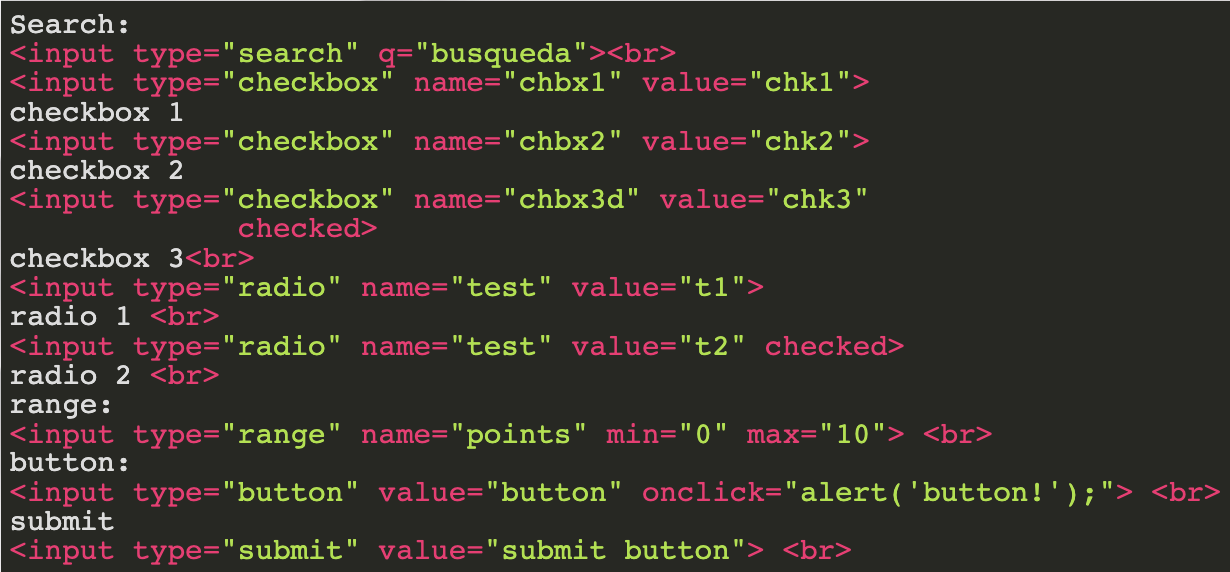 Search:
<input type="search" q="busqueda"><br>
<input type="checkbox" name="chbx1" value="chk1">
checkbox 1
<input type="checkbox" name="chbx2" value="chk2">
checkbox 2
<input type="checkbox" name="chbx3d" value="chk3"
checked>
checkbox 3<br>
<input type="radio" name="test" value="t1">
radio 1 <br>
<input type="radio" name="test" value="t2" checked>
radio 2 <br>
range:
<input type="range" name="points" min="0" max="10"> <br>
button:
<input type="button" value="button" onclick="alert('button!');"> <br>
submit
<input type="submit" value="submit button"> <br>